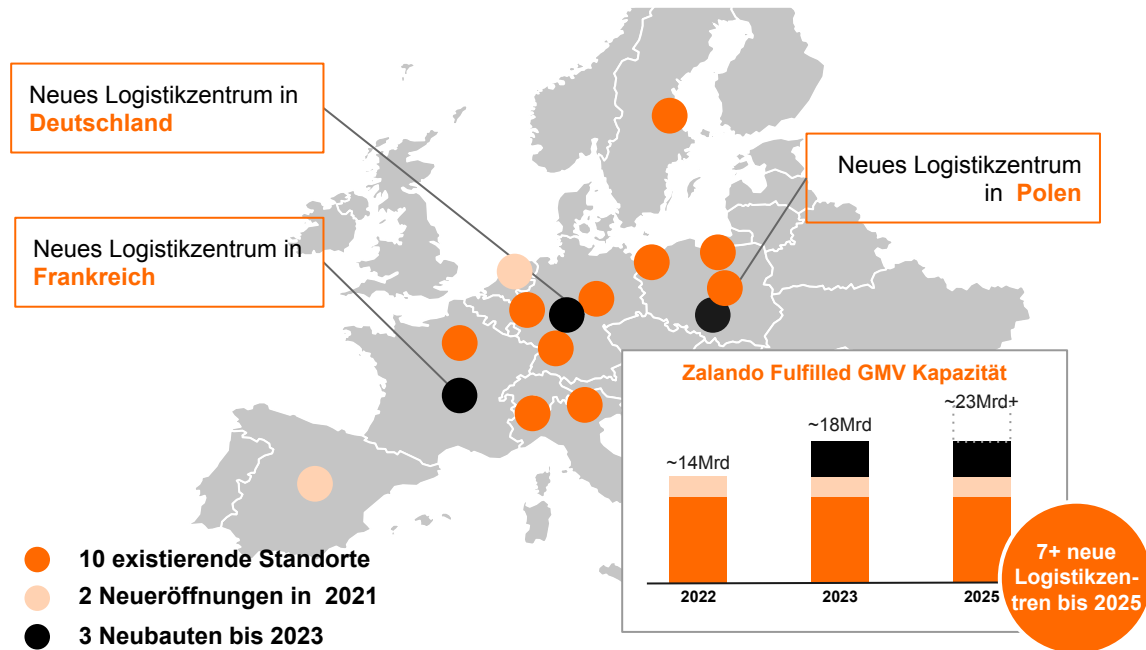 Neues Logistikzentrum in
Deutschland
Neues Logistikzentrum
in Polen
Neues Logistikzentrum in
Frankreich
Zalando Fulfilled GMV Kapazität
~14Mrd
~18Mrd
~23Mrd+
2022
2023
2025
7+ neue
Logistikzen-
tren bis 2025
10 existierende Standorte
2 Neueröffnungen in 2021
3 Neubauten bis 2023